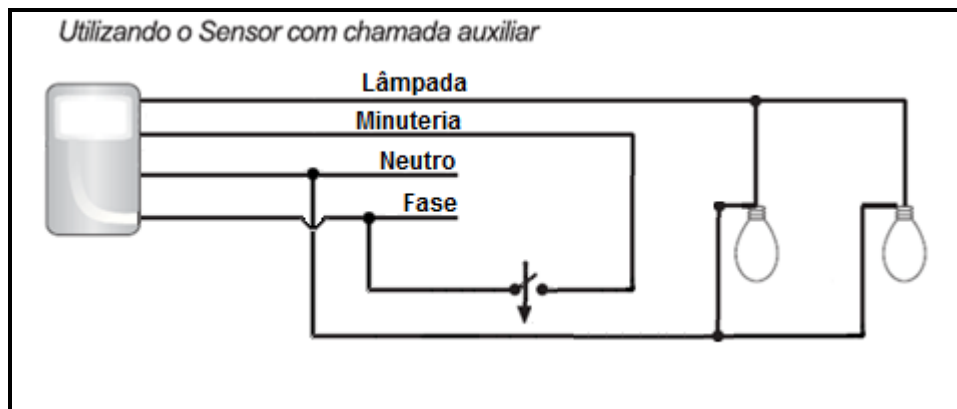 Utilizando o Sensor com chamada auxiliar
Lâmpada
Minuteria
Neutro
Fase